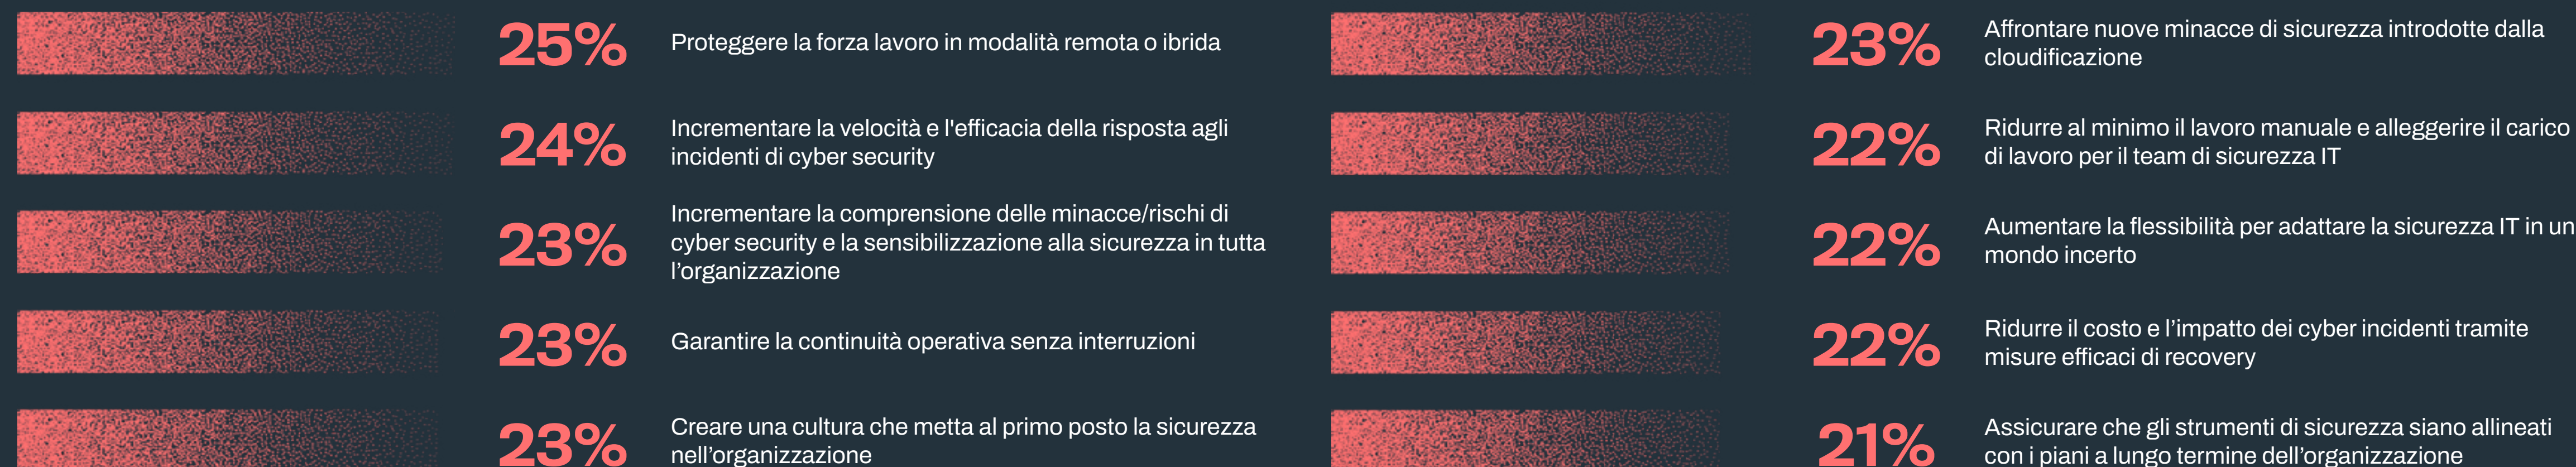 25%
Proteggere la forza lavoro in modalità remota o ibrida
24%
Incrementare la velocità e l'efficacia della risposta agli
incidenti di cyber security
23%
Incrementare la comprensione delle minacce/rischi di
cyber security e la sensibilizzazione alla sicurezza in tutta
l’organizzazione
23%
Garantire la continuità operativa senza interruzioni
23%
Creare una cultura che metta al primo posto la sicurezza
nell’organizzazione
23%
Affrontare nuove minacce di sicurezza introdotte dalla
cloudificazione
22%
Ridurre al minimo il lavoro manuale e alleggerire il carico
di lavoro per il team di sicurezza IT
22%
Aumentare la flessibilità per adattare la sicurezza IT in un
mondo incerto
22%
Ridurre il costo e l’impatto dei cyber incidenti tramite
misure efficaci di recovery
21%
Assicurare che gli strumenti di sicurezza siano allineati
con i piani a lungo termine dell’organizzazione